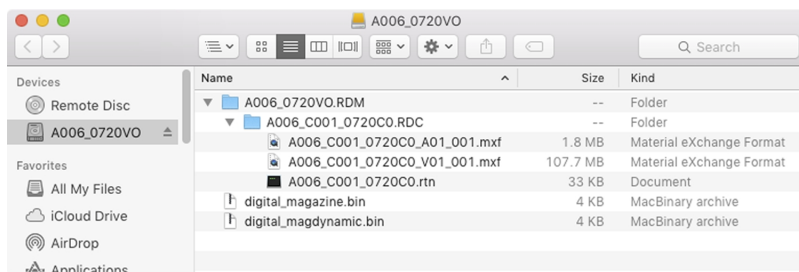 A006_0720VO
Search
Devices
Remote Disc
A006_0720VO
Favorites
All My Files
iCloud Drive
AirDrop
Applications
Name Size Kind
A006_0720VO.RDM -- Folder
A006_C001_0720C0.RDC -- Folder
A006_C001_0720C0_A01_001.mxf 1.8 MB Material eXchange Format
A006_C001_0720C0_V01_001.mxf 107.7 MB Material eXchange Format
A006_C001_0720C0.rtn 33 KB Document
digital_magazine.bin 4 KB MacBinary archive
digital_magdynamic.bin 4 KB MacBinary archive